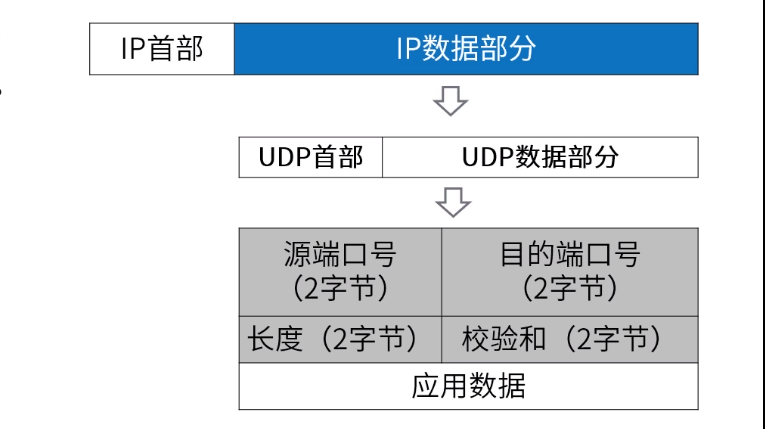 IP首部 IP数据部分
UDP首部 UDP数据部分
源端口号 目的端口号
（2字节） （2字节）
长度（2字节） 校验和（2字节）
应用数据